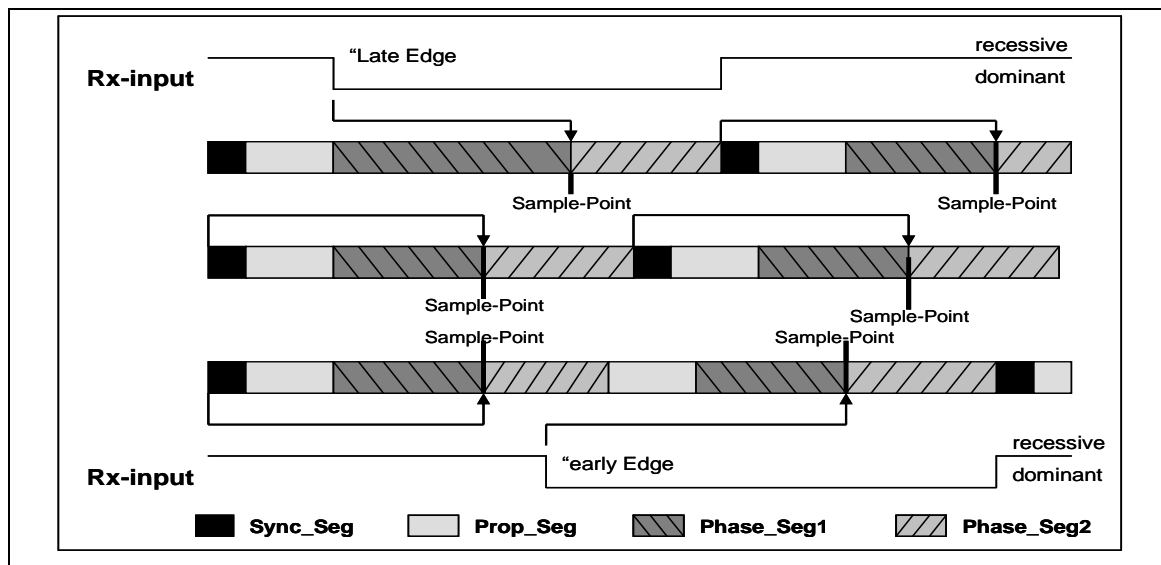 “Late Edge
recessive
Rx-input
dominant
Sample-Point
Sample-Point
Sample-Point
Sample-Point
Sample-Point
Sample-Point
recessive
“early Edge
Rx-input
dominant
Sync_Seg
Prop_Seg
Phase_Seg1
Phase_Seg2